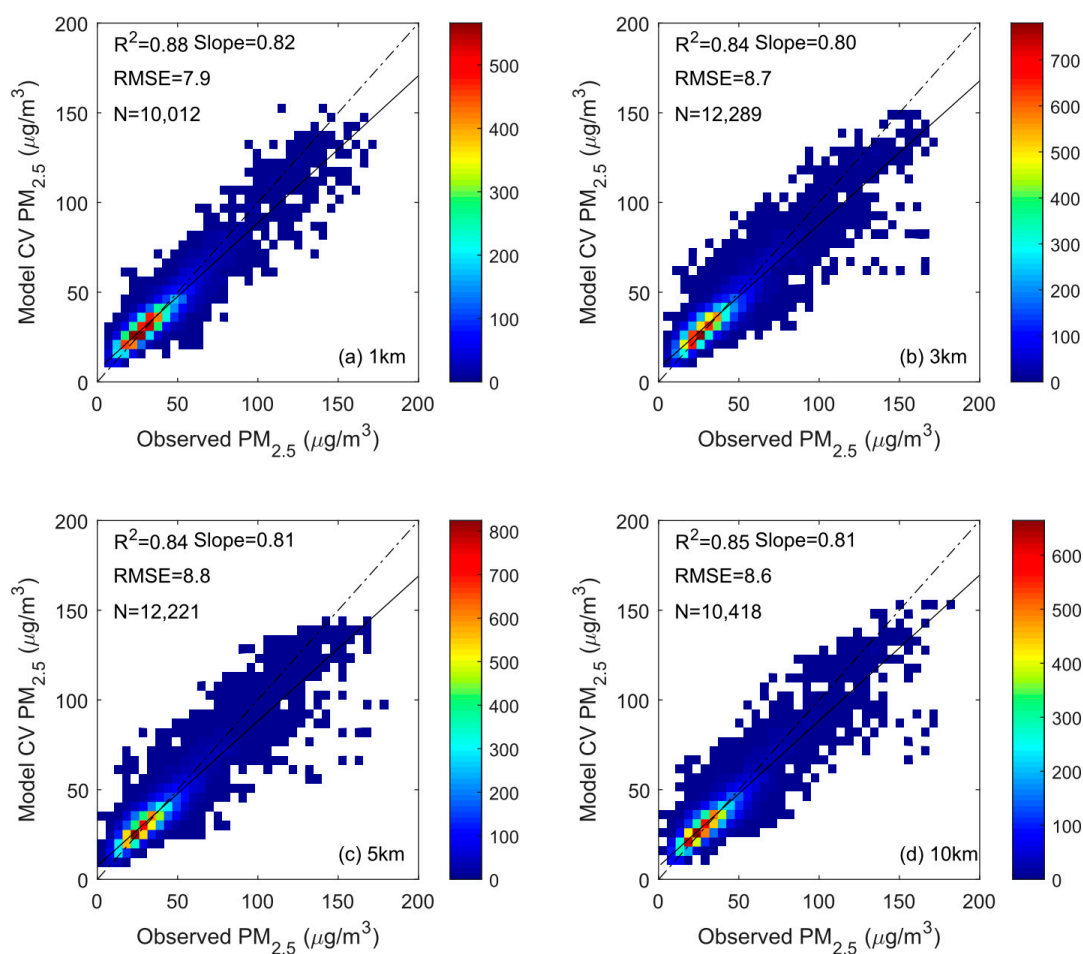 R²=0.88 Slope=0.82
RMSE=7.9
N=10,012
(a) 1km
Model CV PM2.5 (μg/m³)
200
150
100
50
0
0 50 100 150 200
Observed PM2.5 (μg/m³)
500
400
300
200
100
0
R²=0.84 Slope=0.80
RMSE=8.7
N=12,289
(b) 3km
Model CV PM2.5 (μg/m³)
200
150
100
50
0
0 50 100 150 200
Observed PM2.5 (μg/m³)
700
600
500
400
300
200
100
0
R²=0.84 Slope=0.81
RMSE=8.8
N=12,221
(c) 5km
Model CV PM2.5 (μg/m³)
200
150
100
50
0
0 50 100 150 200
Observed PM2.5 (μg/m³)
800
700
600
500
400
300
200
100
0
R²=0.85 Slope=0.81
RMSE=8.6
N=10,418
(d) 10km
Model CV PM2.5 (μg/m³)
200
150
100
50
0
0 50 100 150 200
Observed PM2.5 (μg/m³)
600
500
400
300
200
100
0